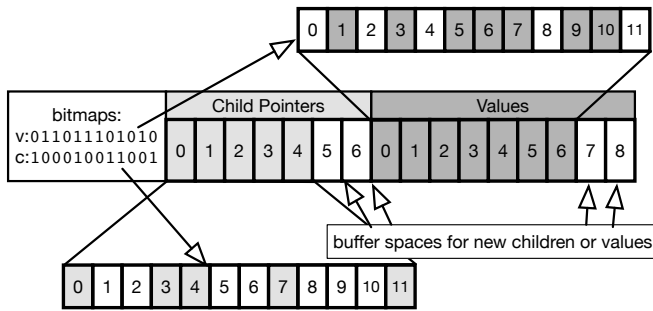 0 1 2 3 4 5 6 7 8 9 10 11
bitmaps:
v:011011101010
c:100010011001
Child Pointers
Values
0 1 2 3 4 5 6 0 1 2 3 4 5 6 7 8
buffer spaces for new children or values
0 1 2 3 4 5 6 7 8 9 10 11